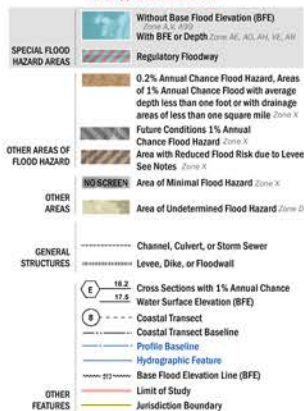 Without Base Flood Elevation (BFE)
Zone A, V, A99
With BFE or Depth Zone AE, AO, AH, VE, AR
SPECIAL FLOOD
HAZARD AREAS
Regulatory Floodway
0.2% Annual Chance Flood Hazard, Areas
of 1% Annual Chance Flood with average
depth less than one foot or with drainage
areas of less than one square mile Zone X
Future Conditions 1% Annual
Chance Flood Hazard Zone X
OTHER AREAS OF
FLOOD HAZARD
Area with Reduced Flood Risk due to Levee
See Notes Zone X
NO SCREEN Area of Minimal Flood Hazard Zone X
OTHER
AREAS
Area of Undetermined Flood Hazard Zone D
GENERAL
STRUCTURES
Channel, Culvert, or Storm Sewer
Levee, Dike, or Floodwall
E 18.2 Cross Sections with 1% Annual Chance
17.5 Water Surface Elevation (BFE)
8 Coastal Transect
Coastal Transect Baseline
Profile Baseline
Hydrographic Feature
513 Base Flood Elevation Line (BFE)
OTHER
FEATURES
Limit of Study
Jurisdiction Boundary